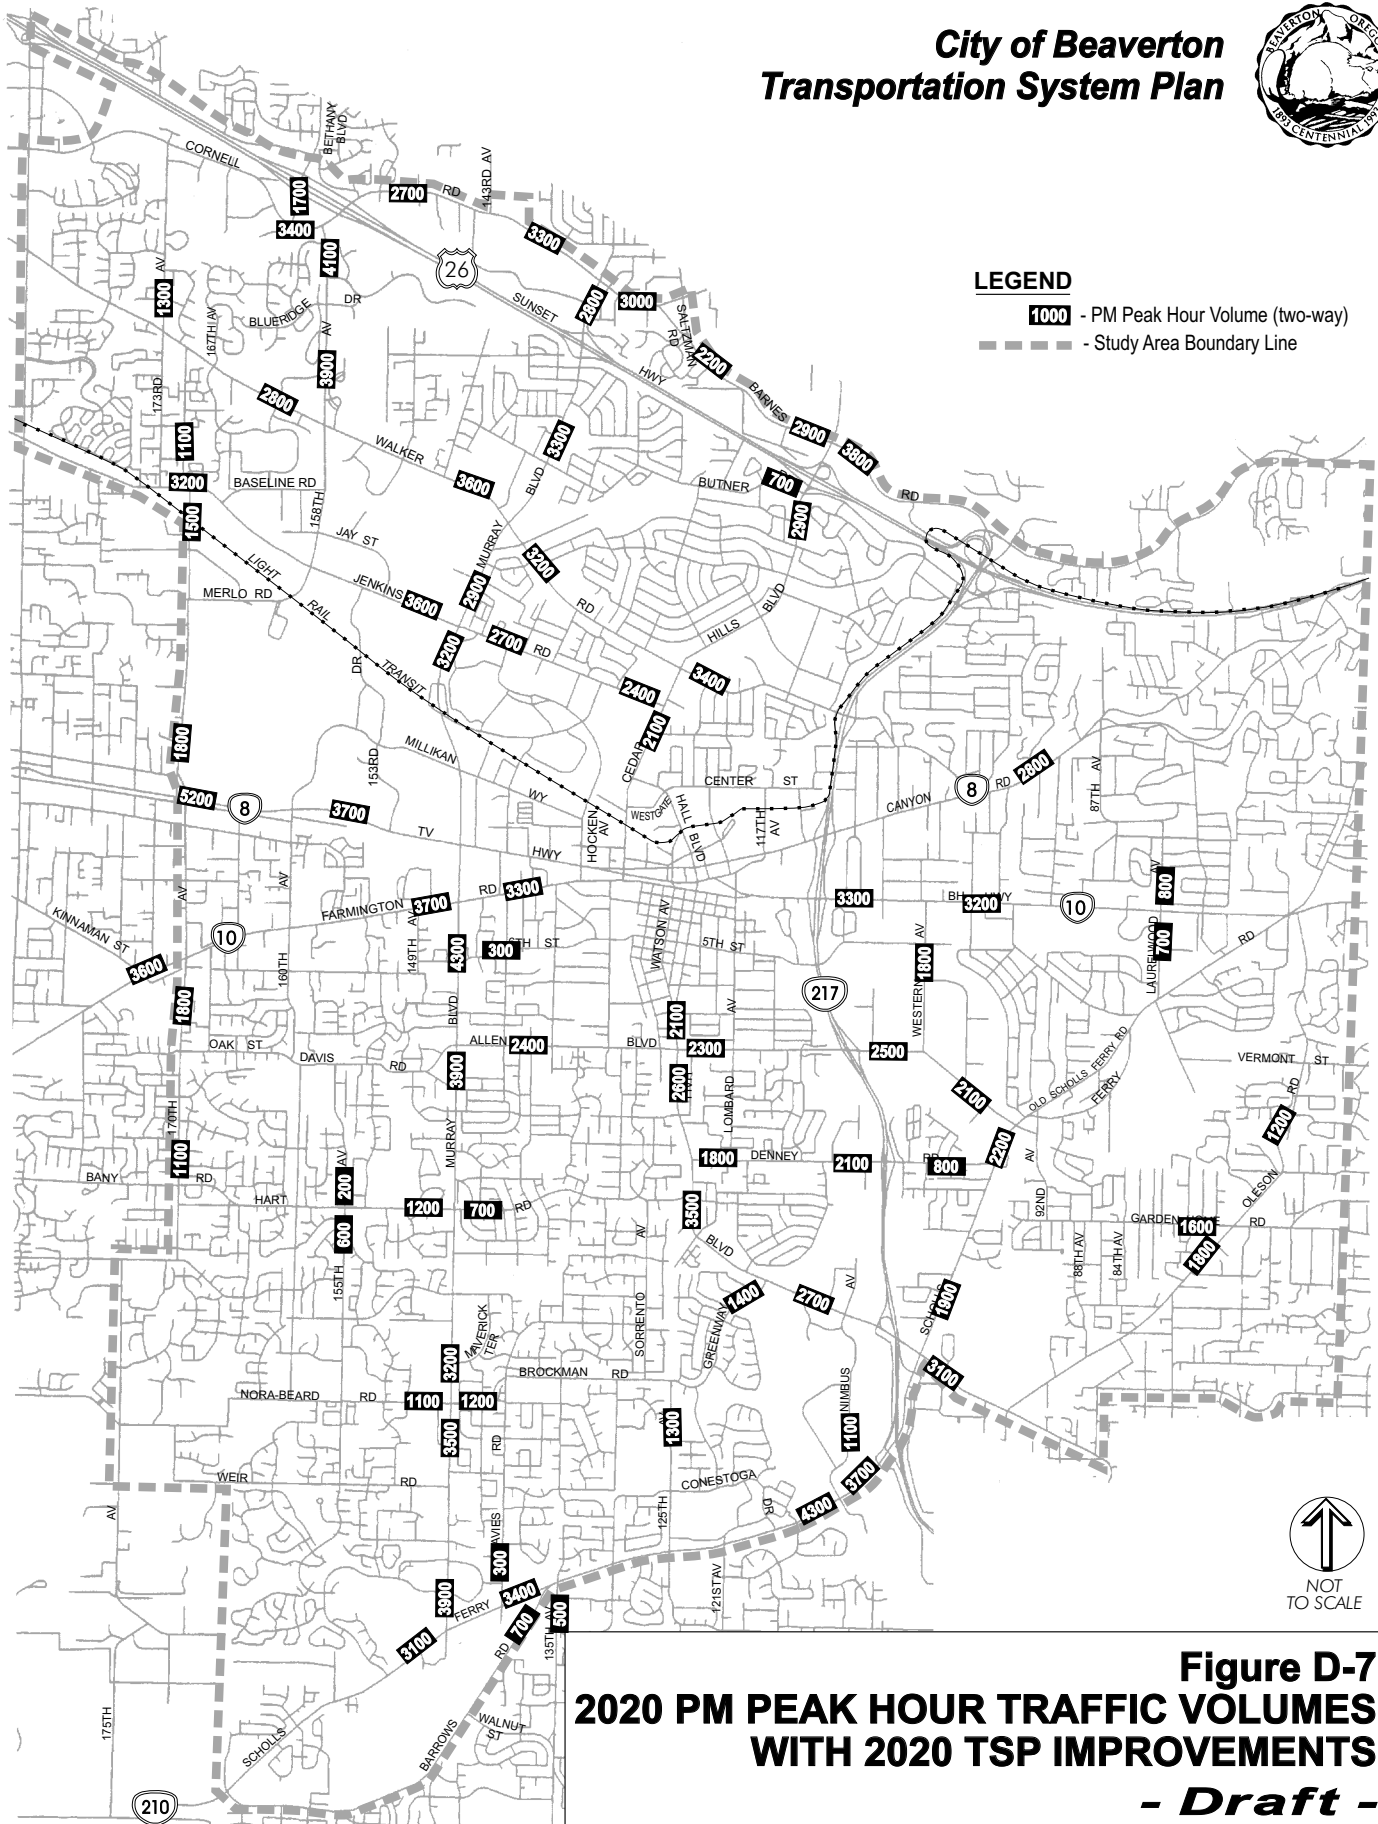 City of Beaverton
Transportation System Plan
BEAVERTON OREGON
1893 CENTENNIAL 1993
LEGEND
1000 - PM Peak Hour Volume (two-way)
- Study Area Boundary Line
BETHANY
BLVD
CORNELL
1700
2700
RD
143RD AV
3400
3300
4100
26
AV
1300
DR
BLUERIDGE
167TH AV
AV
SUNSET
2800
3000
SALTZMAN
RD
2200
3900
HWY
173RD
2800
BARNES
2900
3800
1100
WALKER
3300
3200
BASELINE RD
3600
BLVD
BUTNER
700
RD
1500
158TH
2900
JAY ST
MURRAY
LIGHT
3200
MERLO RD
JENKINS
3600
2900
RD
BLVD
RAIL
3200
2700
RD
HILLS
DR
TRANSIT
2400
3400
1800
2100
MILLIKAN
CEDAR
153RD
CENTER ST
RD
2800
AV
5200
8
3700
WY
WESTGATE
HALL
BLVD
CANYON
8
87TH
TV
HOCKEN
AV
117TH
AV
HWY
AV
AV
RD
3300
3300
BH
HWY
3200
10
AV
800
FARMINGTON
3700
KINNAMAN ST
10
AV
WATSON AV
5TH ST
AV
LAURELWOOD
700
RD
4300
300
TH ST
149TH
1800
3600
160TH
217
1800
BLVD
2100
AV
WESTERN
OAK ST
DAVIS
RD
ALLEN
2400
BLVD
2300
2500
VERMONT ST
3900
2600
2100
OLD SCHOLLS FERRY RD
FERRY
RD
170TH
MURRAY
LOMBARD
1200
1100
1800
DENNEY
2100
800
2200
AV
BANY RD
AV
200
HART
1200
700
RD
3500
92ND
OLESON
GARDEN
1600
RD
600
AV
BLVD
88TH AV
84TH AV
1800
155TH
AV
1400
2700
1900
MAVERICK
TER
SORRENTO
GREENWAY
3200
BROCKMAN RD
3100
NORA-BEARD RD
1100
1200
NIMBUS
3500
RD
1300
1100
WEIR
RD
CONESTOGA
DR
3700
AV
125TH
4300
300
121ST AV
3900
FERRY
3400
500
NOT
TO SCALE
3100
700
RD
135TH
175TH
SCHOLLS
BARROWS
WALNUT
ST
210
Figure D-7
2020 PM PEAK HOUR TRAFFIC VOLUMES
WITH 2020 TSP IMPROVEMENTS
- Draft -